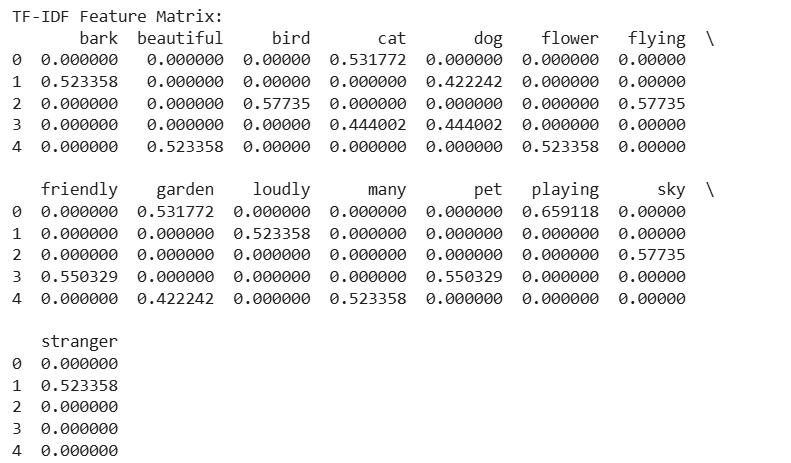 TF-IDF Feature Matrix:
bark beautiful bird cat dog flower flying \
0 0.000000 0.000000 0.00000 0.531772 0.000000 0.000000 0.00000
1 0.523358 0.000000 0.00000 0.000000 0.422242 0.000000 0.00000
2 0.000000 0.000000 0.57735 0.000000 0.000000 0.000000 0.57735
3 0.000000 0.000000 0.00000 0.444002 0.444002 0.000000 0.00000
4 0.000000 0.523358 0.00000 0.000000 0.000000 0.523358 0.00000
friendly garden loudly many pet playing sky \
0 0.000000 0.531772 0.000000 0.000000 0.000000 0.659118 0.00000
1 0.000000 0.000000 0.523358 0.000000 0.000000 0.000000 0.00000
2 0.000000 0.000000 0.000000 0.000000 0.000000 0.000000 0.57735
3 0.550329 0.000000 0.000000 0.000000 0.550329 0.000000 0.00000
4 0.000000 0.422242 0.000000 0.523358 0.000000 0.000000 0.00000
stranger
0 0.000000
1 0.523358
2 0.000000
3 0.000000
4 0.000000